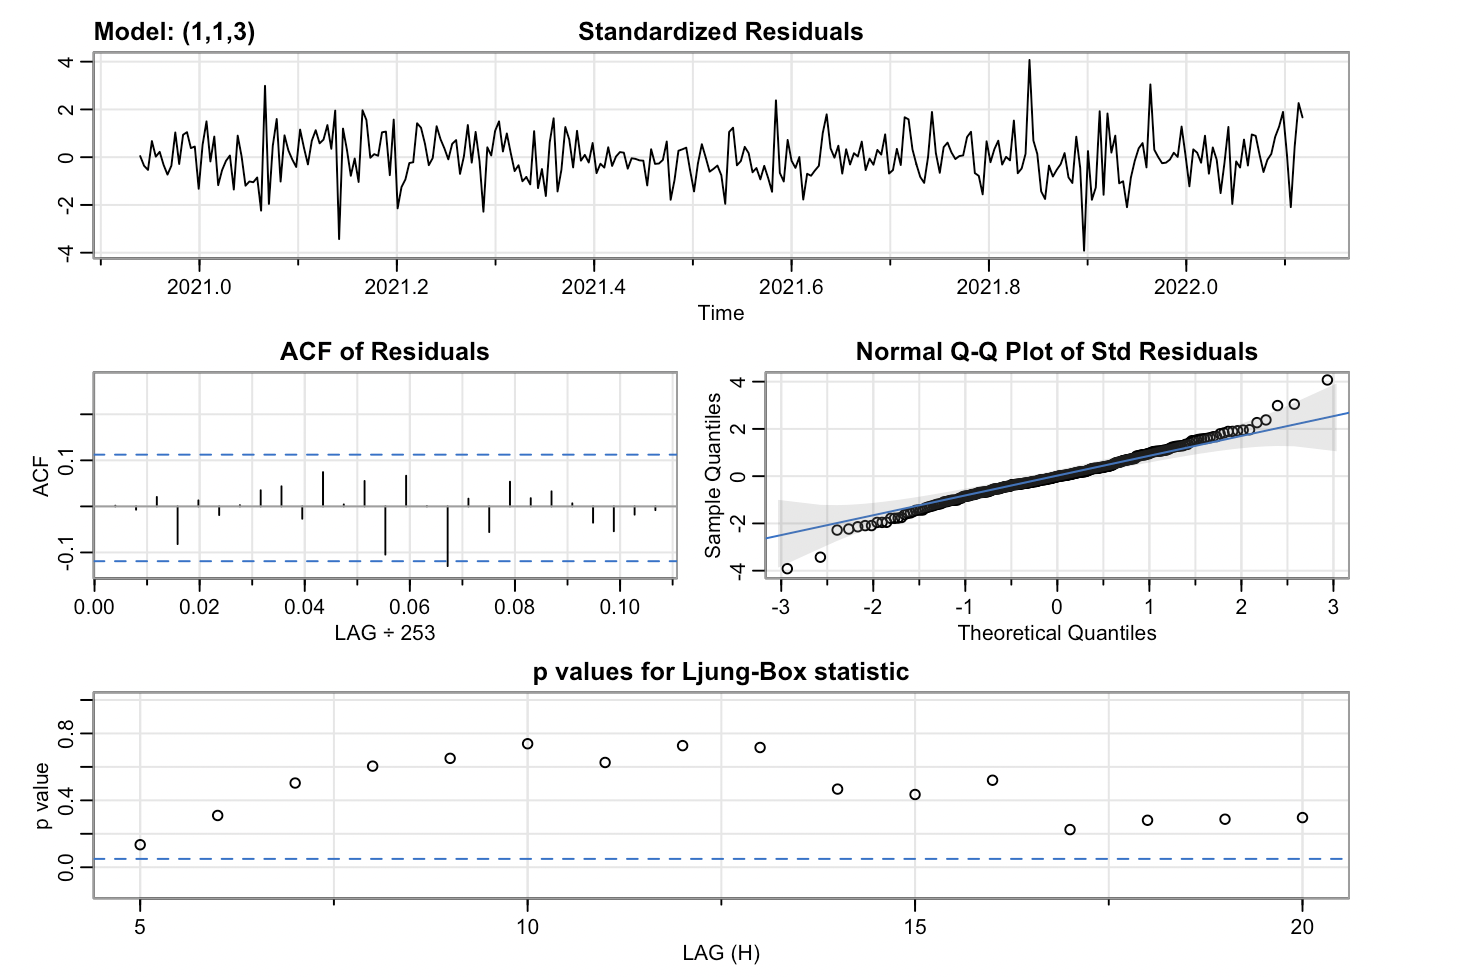 Model: (1,1,3) Standardized Residuals
4
2
0
-2
-4
2021.0 2021.2 2021.4 2021.6 2021.8 2022.0
Time
ACF of Residuals
ACF
0.1
-0.1
0.00 0.02 0.04 0.06 0.08 0.10
LAG ÷ 253
Normal Q-Q Plot of Std Residuals
Sample Quantiles
4
2
0
-2
-4
-3 -2 -1 0 1 2 3
Theoretical Quantiles
p values for Ljung-Box statistic
p value
0.8
0.4
0.0
5 10 15 20
LAG (H)